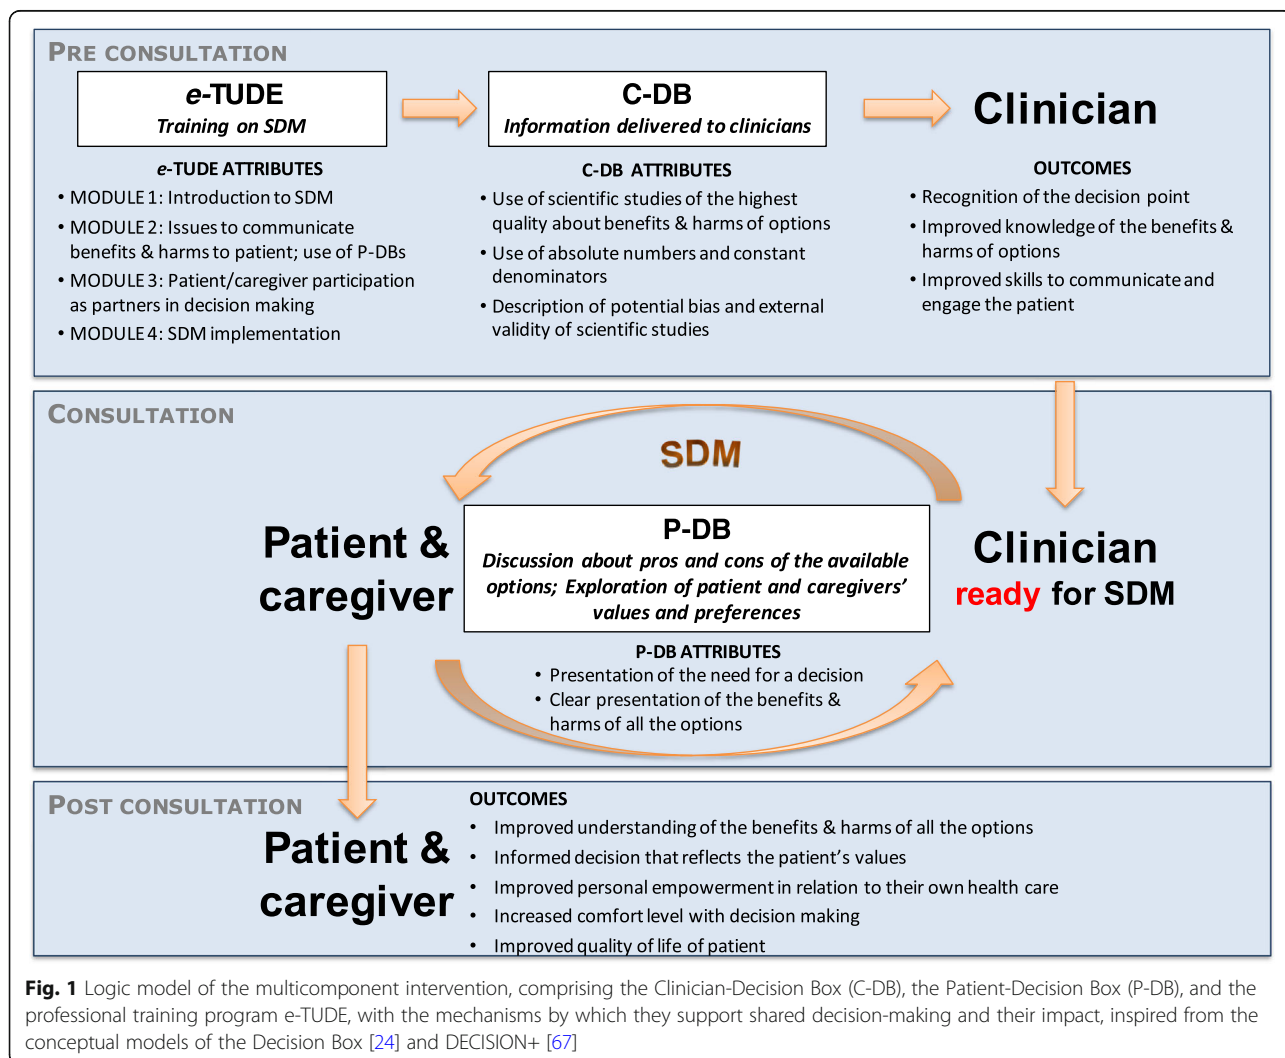 PRE CONSULTATION
e-TUDE
Training on SDM
e-TUDE ATTRIBUTES
• MODULE 1: Introduction to SDM
• MODULE 2: Issues to communicate
benefits & harms to patient; use of P-DBs
• MODULE 3: Patient/caregiver participation
as partners in decision making
• MODULE 4: SDM implementation
C-DB
Information delivered to clinicians
C-DB ATTRIBUTES
• Use of scientific studies of the highest
quality about benefits & harms of options
• Use of absolute numbers and constant
denominators
• Description of potential bias and external
validity of scientific studies
Clinician
OUTCOMES
• Recognition of the decision point
• Improved knowledge of the benefits &
harms of options
• Improved skills to communicate and
engage the patient
CONSULTATION
SDM
Patient &
caregiver
P-DB
Discussion about pros and cons of the available
options; Exploration of patient and caregivers’
values and preferences
P-DB ATTRIBUTES
• Presentation of the need for a decision
• Clear presentation of the benefits &
harms of all the options
Clinician
ready for SDM
POST CONSULTATION
Patient &
caregiver
OUTCOMES
• Improved understanding of the benefits & harms of all the options
• Informed decision that reflects the patient’s values
• Improved personal empowerment in relation to their own health care
• Increased comfort level with decision making
• Improved quality of life of patient
Fig. 1 Logic model of the multicomponent intervention, comprising the Clinician-Decision Box (C-DB), the Patient-Decision Box (P-DB), and the
professional training program e-TUDE, with the mechanisms by which they support shared decision-making and their impact, inspired from the
conceptual models of the Decision Box [24] and DECISION+ [67]